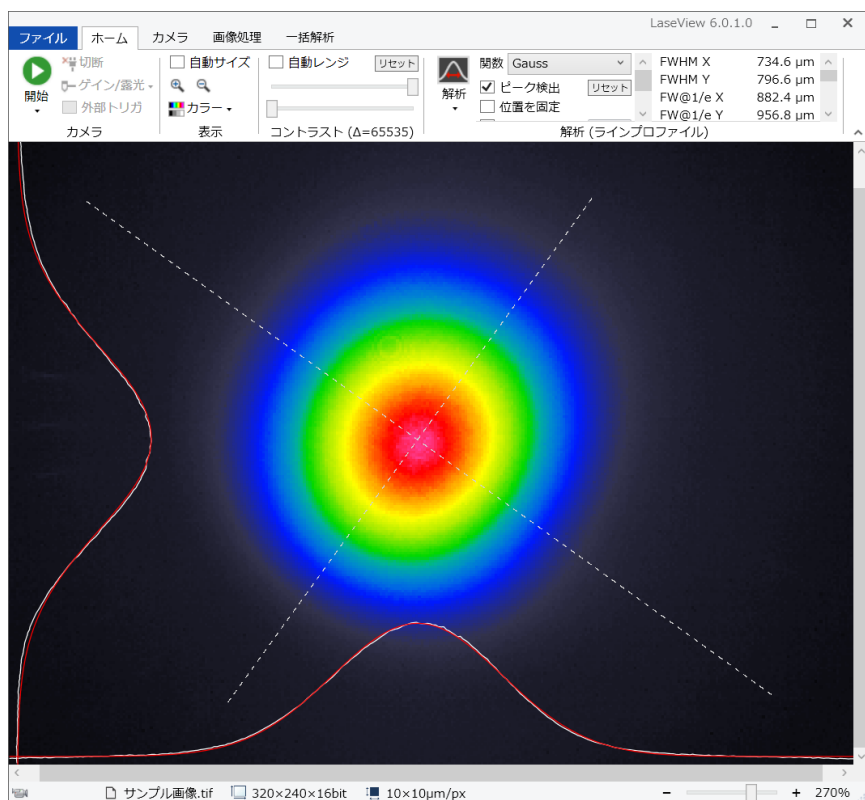 LaseView 6.0.1.0
ファイル ホーム カメラ 画像処理 一括解析
開始
切断
ゲイン/露光
外部トリガ
カメラ
自動サイズ
カラー
表示
自動レンジ リセット
コントラスト (Δ=65535)
解析
関数 Gauss
ピーク検出 リセット
位置を固定
FWHM X 734.6 μm
FWHM Y 796.6 μm
FW@1/e X 882.4 μm
FW@1/e Y 956.8 μm
解析 (ラインプロファイル)
サンプル画像.tif 320×240×16bit 10×10μm/px - + 270%